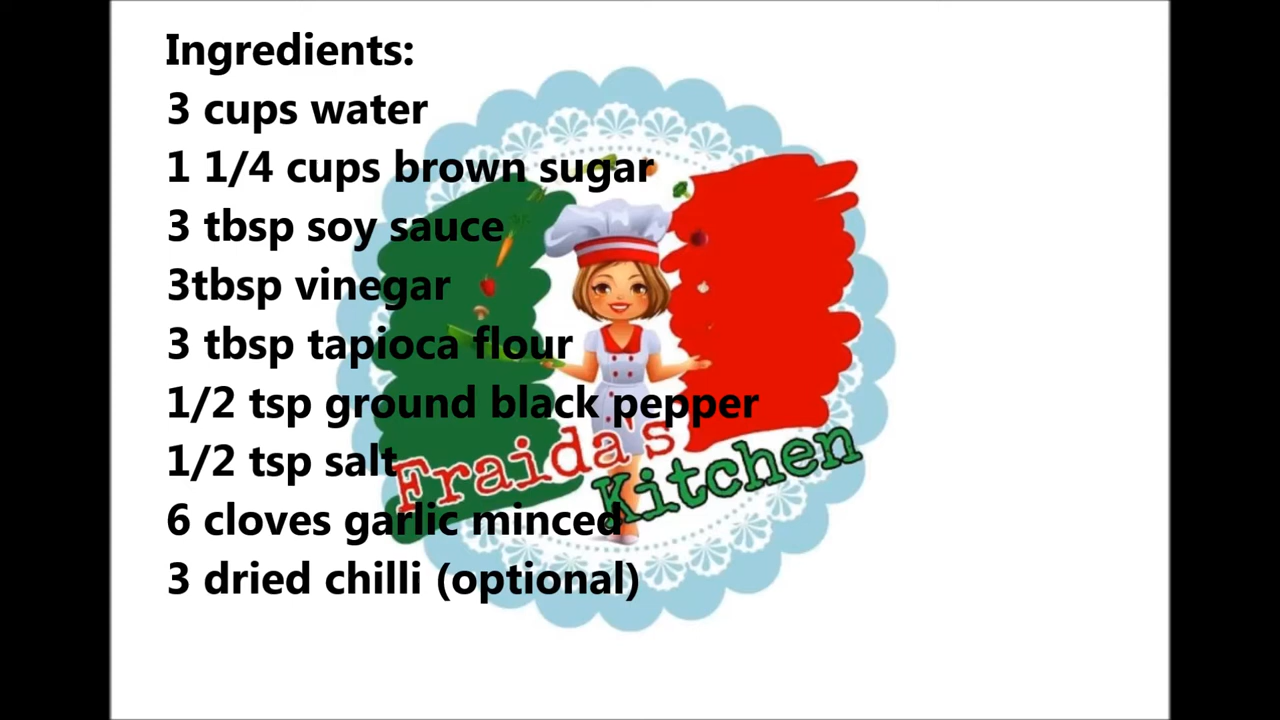 Ingredients:
3 cups water
1 1/4 cups brown sugar
3 tbsp soy sauce
3tbsp vinegar
3 tbsp tapioca flour
1/2 tsp ground black pepper
1/2 tsp salt
6 cloves garlic minced
3 dried chilli (optional)
Fraida's
Kitchen